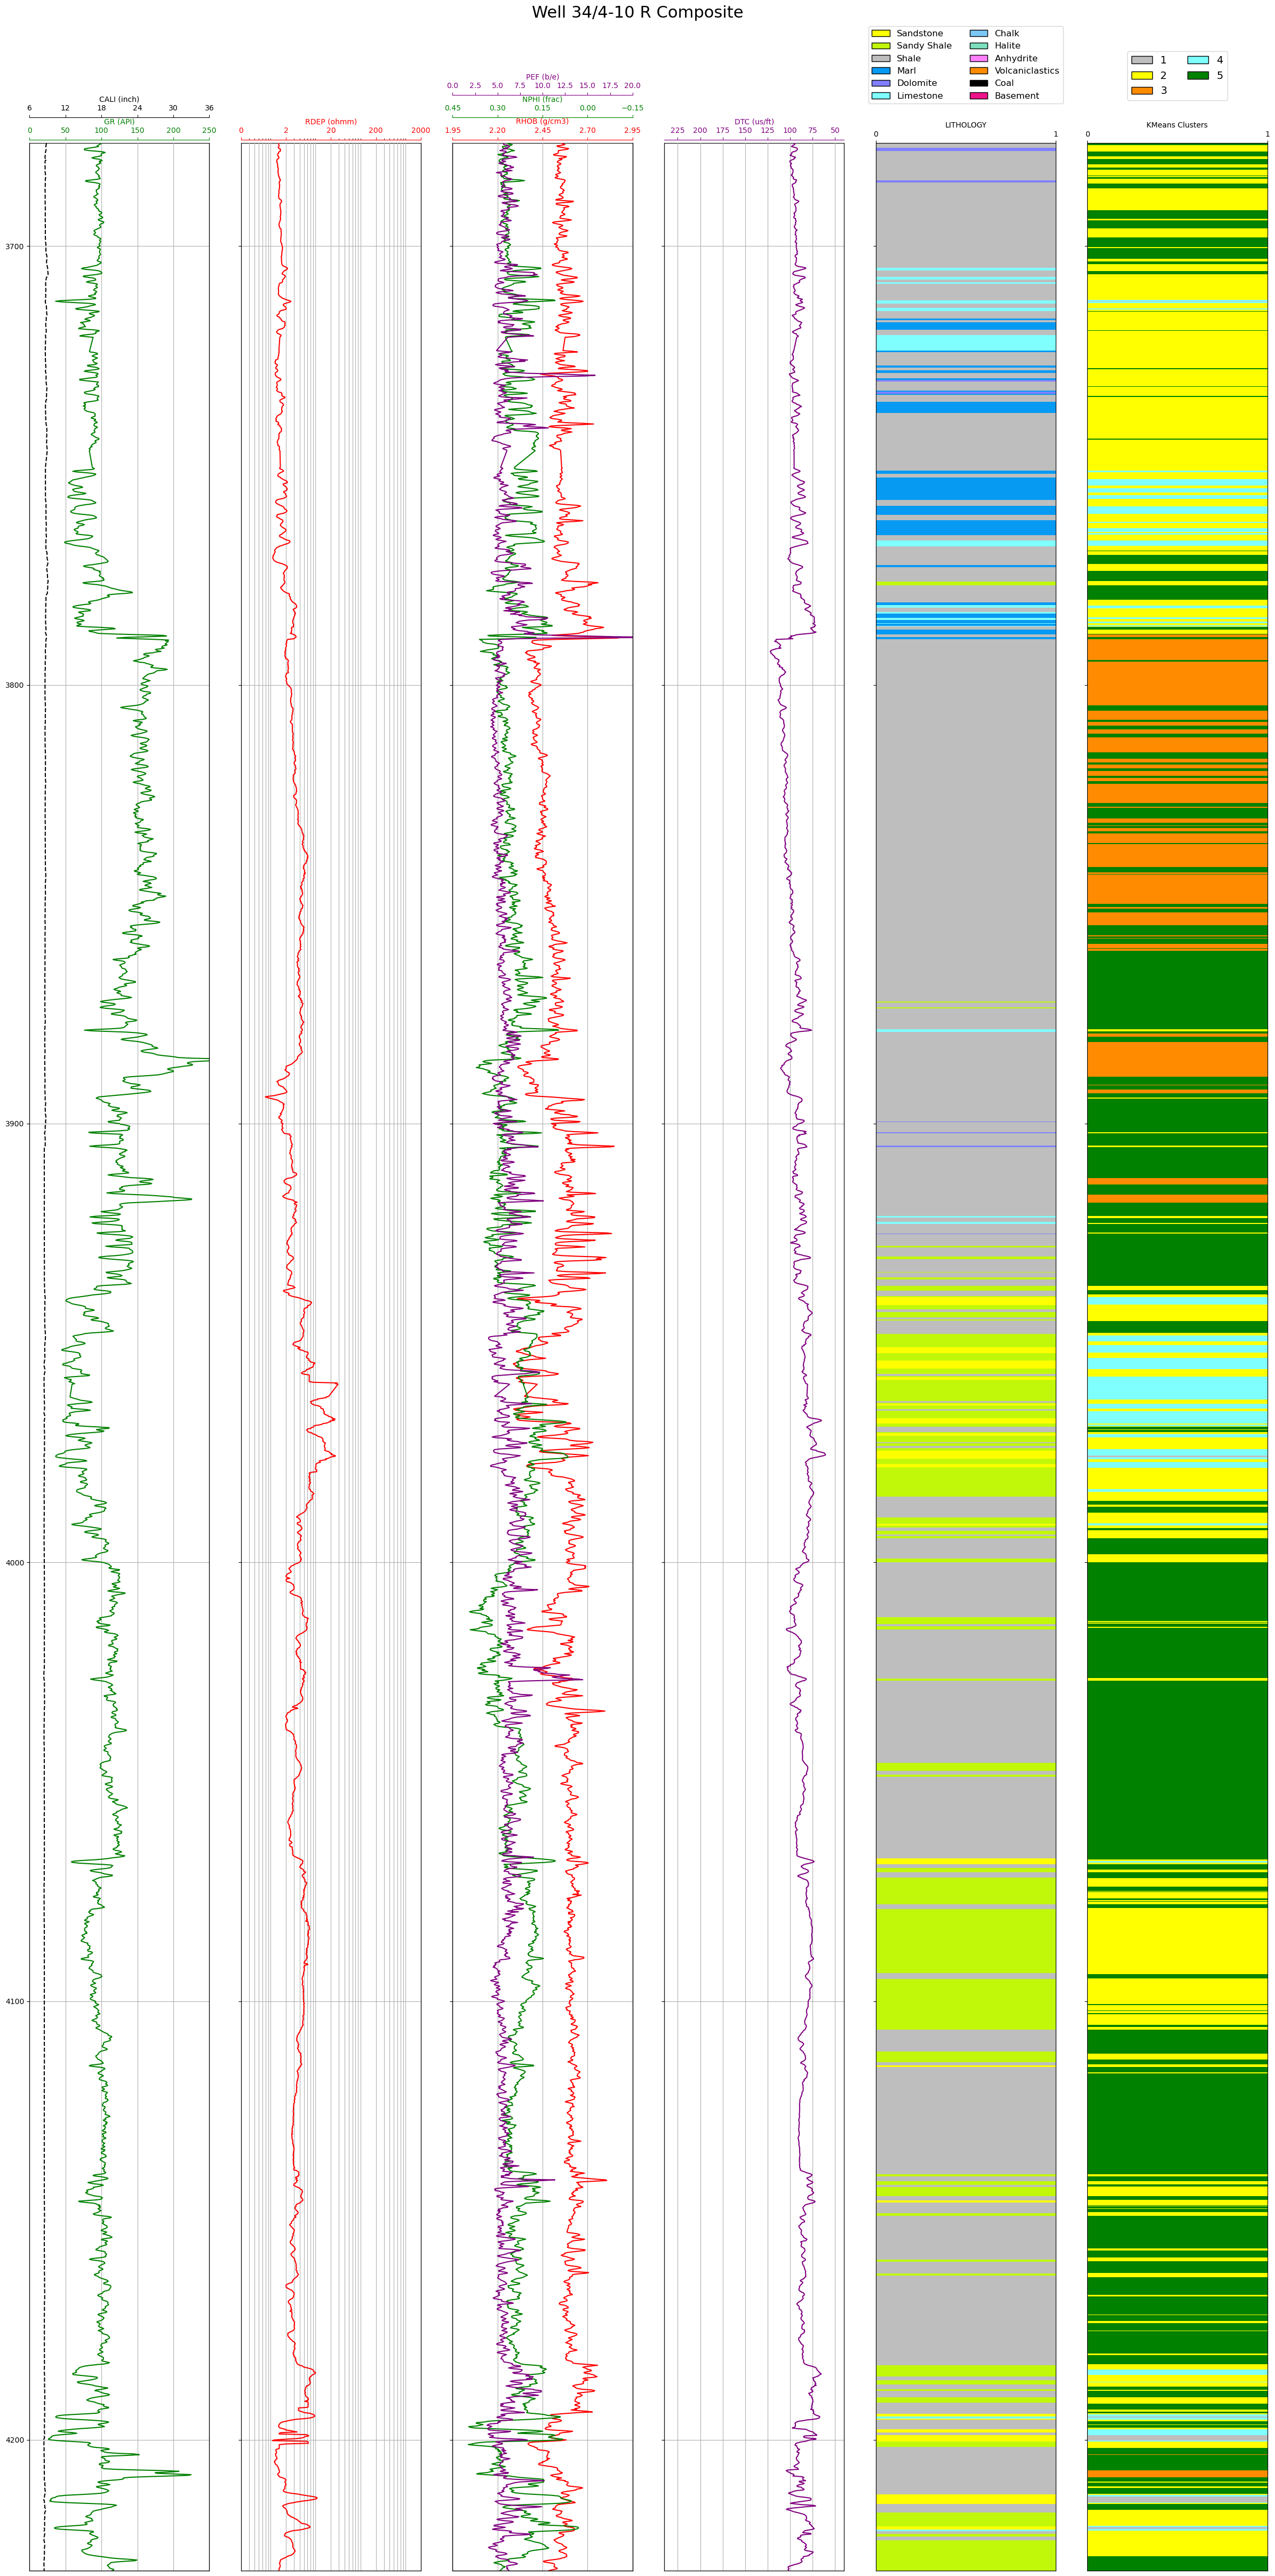 Well 34/4-10 R Composite
Sandstone Chalk
Sandy Shale Halite
Shale Anhydrite
Marl Volcaniclastics
Dolomite Coal
Limestone Basement
1 4
2 5
3
PEF (b/e)
0.0 2.5 5.0 7.5 10.0 12.5 15.0 17.5 20.0
CALI (inch) NPHI (frac)
6 12 18 24 30 36 0.45 0.30 0.15 0.00 −0.15
GR (API) RDEP (ohmm) RHOB (g/cm3) DTC (us/ft) LITHOLOGY KMeans Clusters
0 50 100 150 200 250 0 2 20 200 2000 1.95 2.20 2.45 2.70 2.95 225 200 175 150 125 100 75 50 0 1 0 1
3700
3800
3900
4000
4100
4200